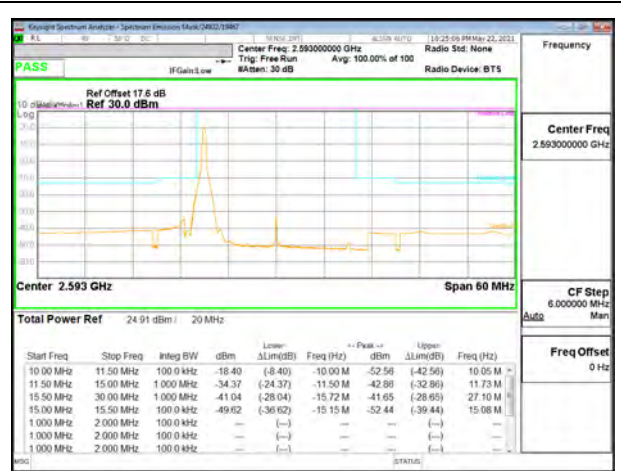 Keysight Spectrum Analyzer - Spectrum Emission Mask/24902/19467
RL 50 Ω DC SENSE:INT ALIGN AUTO 10:25:06 PM May 22, 2021
Center Freq: 2.593000000 GHz Radio Std: None
Trig: Free Run Avg: 100.00% of 100
PASS IFGain:Low #Atten: 30 dB Radio Device: BTS
Ref Offset 17.6 dB
10 dB Ref 30.0 dBm
Log
Center 2.593 GHz Span 60 MHz
Total Power Ref 24.91 dBm / 20 MHz
Lower <-- Peak --> Upper
Start Freq Stop Freq Integ BW dBm ΔLim(dB) Freq (Hz) dBm ΔLim(dB) Freq (Hz)
10.00 MHz 11.50 MHz 100.0 kHz -18.40 (-8.40) -10.00 M -52.56 (-42.56) 10.05 M
11.50 MHz 15.00 MHz 1.000 MHz -34.37 (-24.37) -11.50 M -42.86 (-32.86) 11.73 M
15.50 MHz 30.00 MHz 1.000 MHz -41.04 (-28.04) -15.72 M -41.65 (-28.65) 27.10 M
15.00 MHz 15.50 MHz 100.0 kHz -49.62 (-36.62) -15.15 M -52.44 (-39.44) 15.08 M
1.000 MHz 2.000 MHz 100.0 kHz --- (---) --- --- (---) ---
1.000 MHz 2.000 MHz 100.0 kHz --- (---) --- --- (---) ---
1.000 MHz 2.000 MHz 100.0 kHz --- (---) --- --- (---) ---
MSG STATUS
Frequency
Center Freq
2.593000000 GHz
CF Step
6.000000 MHz
Auto Man
Freq Offset
0 Hz